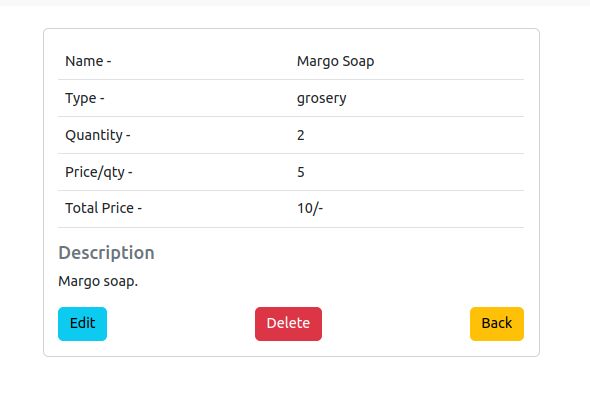 Name - Margo Soap
Type - grosery
Quantity - 2
Price/qty - 5
Total Price - 10/-
Description
Margo soap.
Edit Delete Back